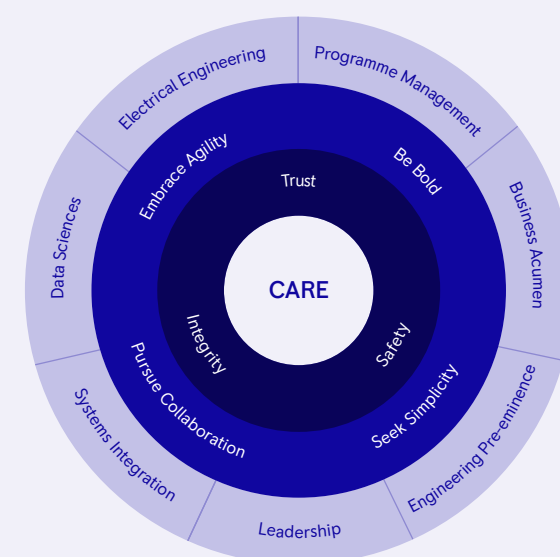 Electrical Engineering
Programme Management
Business Acumen
Engineering Pre-eminence
Leadership
Systems Integration
Data Sciences
Embrace Agility
Be Bold
Seek Simplicity
Pursue Collaboration
Trust
Safety
Integrity
CARE